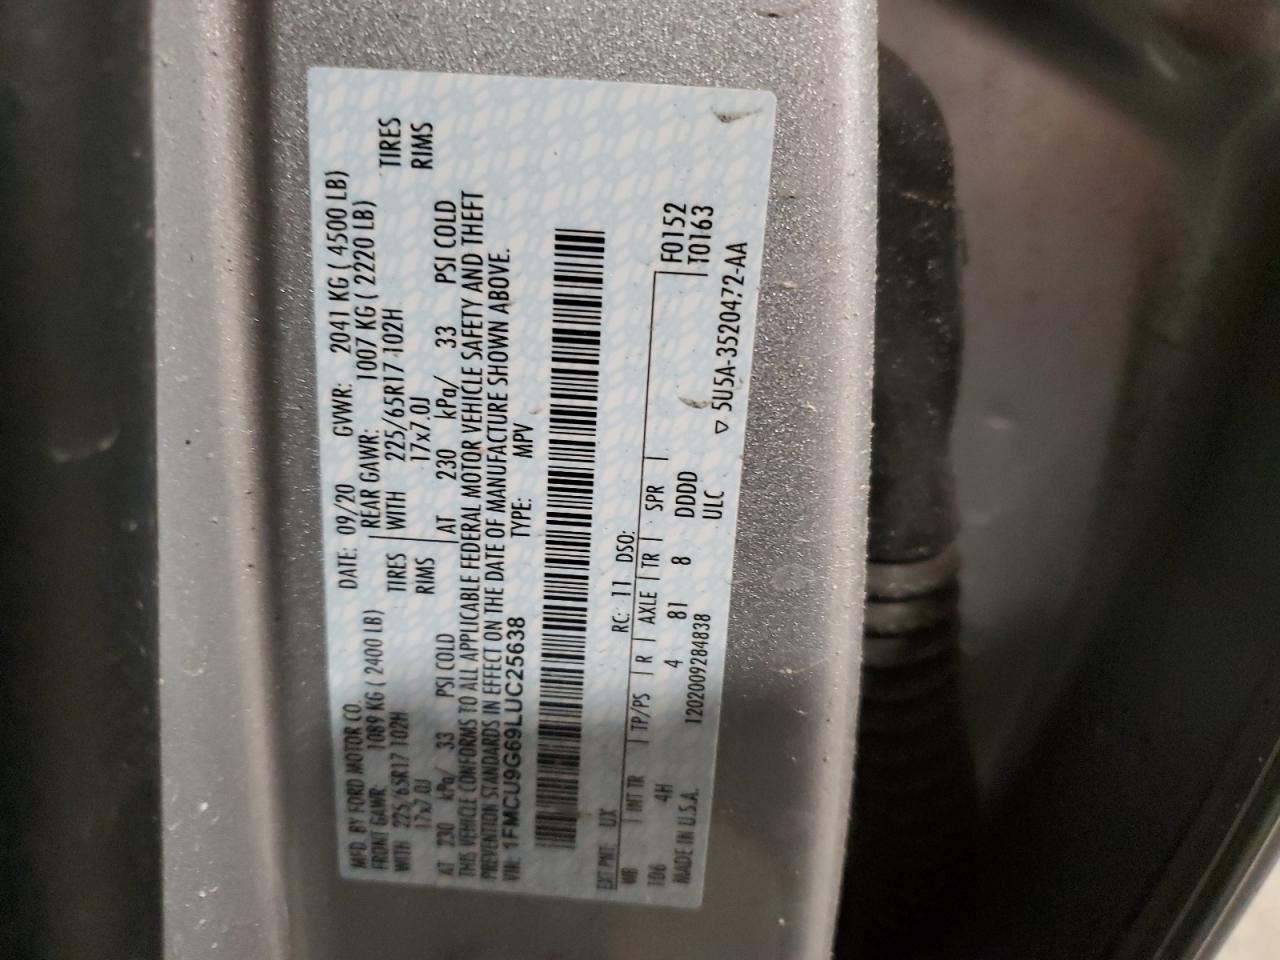 MFD. BY FORD MOTOR CO. DATE: 09/20 GVWR: 2041 KG ( 4500 LB)
FRONT GAWR: 1089 KG ( 2400 LB) REAR GAWR: 1007 KG ( 2220 LB)
WITH 225/65R17 102H TIRES WITH 225/65R17 102H TIRES
17x7.0J RIMS 17x7.0J RIMS
AT 230 kPa/ 33 PSI COLD AT 230 kPa/ 33 PSI COLD
THIS VEHICLE CONFORMS TO ALL APPLICABLE FEDERAL MOTOR VEHICLE SAFETY AND THEFT
PREVENTION STANDARDS IN EFFECT ON THE DATE OF MANUFACTURE SHOWN ABOVE.
VIN: 1FMCU9G69LUC25638 TYPE: MPV
EXT PNT: UX RC: 11 DSO: F0152
WB INT TR TP/PS R AXLE TR SPR T0163
106 4H 4 81 8 DDDD
MADE IN U.S.A. 1202009284838 ULC ▽ 5U5A-3520472-AA